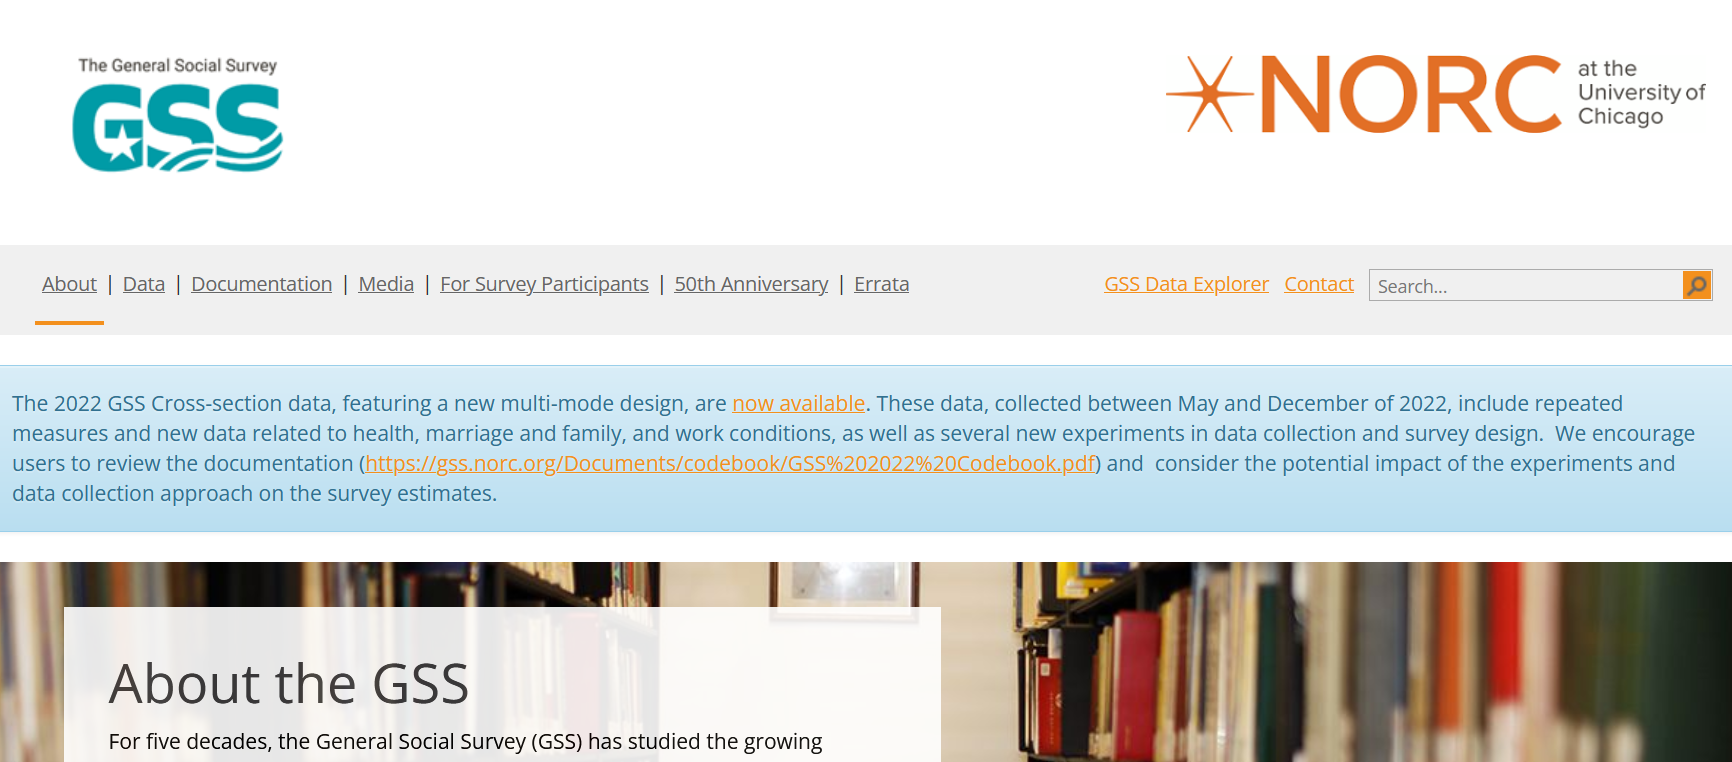 The General Social Survey
GSS
NORC
at the
University of
Chicago
About | Data | Documentation | Media | For Survey Participants | 50th Anniversary | Errata
GSS Data Explorer Contact Search...
The 2022 GSS Cross-section data, featuring a new multi-mode design, are now available. These data, collected between May and December of 2022, include repeated
measures and new data related to health, marriage and family, and work conditions, as well as several new experiments in data collection and survey design. We encourage
users to review the documentation (https://gss.norc.org/Documents/codebook/GSS%202022%20Codebook.pdf) and consider the potential impact of the experiments and
data collection approach on the survey estimates.
About the GSS
For five decades, the General Social Survey (GSS) has studied the growing